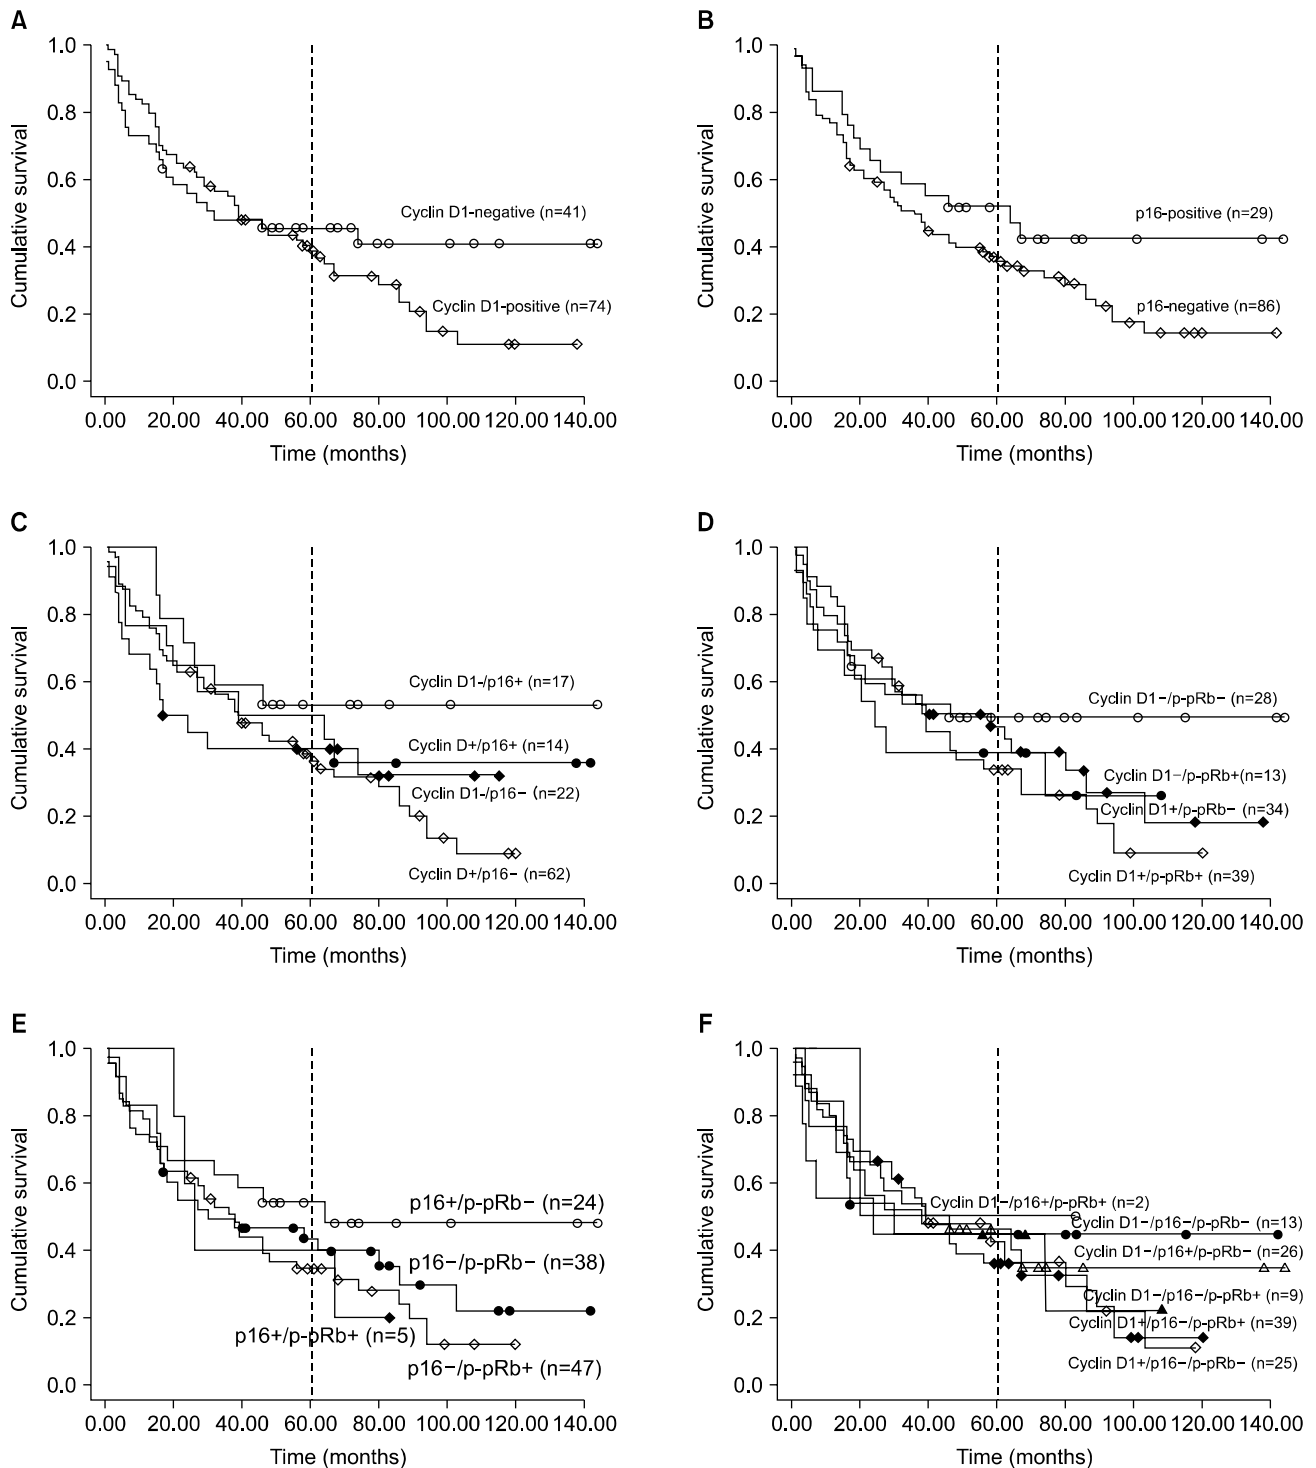 A
Cumulative survival
1.0
0.8
0.6
0.4
0.2
0.0
Cyclin D1-negative (n=41)
Cyclin D1-positive (n=74)
0.00 20.00 40.00 60.00 80.00 100.00 120.00 140.00
Time (months)
B
Cumulative survival
1.0
0.8
0.6
0.4
0.2
0.0
p16-positive (n=29)
p16-negative (n=86)
0.00 20.00 40.00 60.00 80.00 100.00 120.00 140.00
Time (months)
C
Cumulative survival
1.0
0.8
0.6
0.4
0.2
0.0
Cyclin D1-/p16+ (n=17)
Cyclin D+/p16+ (n=14)
Cyclin D1-/p16− (n=22)
Cyclin D+/p16− (n=62)
0.00 20.00 40.00 60.00 80.00 100.00 120.00 140.00
Time (months)
D
Cumulative survival
1.0
0.8
0.6
0.4
0.2
0.0
Cyclin D1−/p-pRb− (n=28)
Cyclin D1−/p-pRb+(n=13)
Cyclin D1+/p-pRb− (n=34)
Cyclin D1+/p-pRb+ (n=39)
0.00 20.00 40.00 60.00 80.00 100.00 120.00 140.00
Time (months)
E
Cumulative survival
1.0
0.8
0.6
0.4
0.2
0.0
p16+/p-pRb− (n=24)
p16−/p-pRb− (n=38)
p16+/p-pRb+ (n=5)
p16−/p-pRb+ (n=47)
0.00 20.00 40.00 60.00 80.00 100.00 120.00 140.00
Time (months)
F
Cumulative survival
1.0
0.8
0.6
0.4
0.2
0.0
Cyclin D1−/p16+/p-pRb+ (n=2)
Cyclin D1−/p16−/p-pRb− (n=13)
Cyclin D1−/p16+/p-pRb− (n=26)
Cyclin D1−/p16−/p-pRb+ (n=9)
Cyclin D1+/p16−/p-pRb+ (n=39)
Cyclin D1+/p16−/p-pRb− (n=25)
0.00 20.00 40.00 60.00 80.00 100.00 120.00 140.00
Time (months)